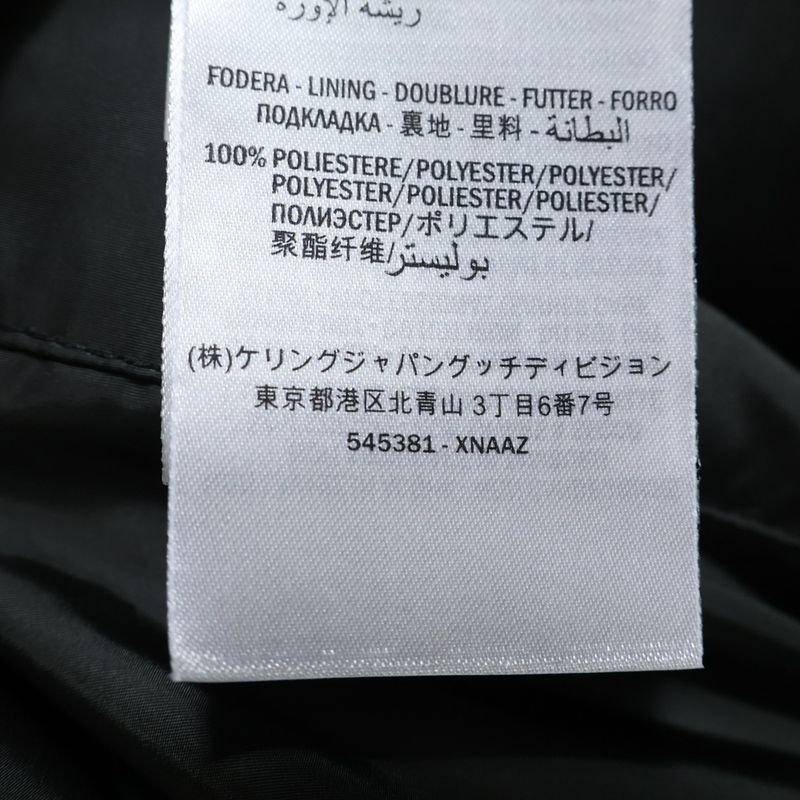 ريشة الإوزة
FODERA - LINING - DOUBLURE - FUTTER - FORRO
ПОДКЛАДКА - 裏地 - 里料 - البطانة
100% POLIESTERE/POLYESTER/POLYESTER/
POLYESTER/POLIESTER/POLIESTER/
ПОЛИЭСТЕР/ポリエステル/
聚酯纤维/بوليستر
(株)ケリングジャパングッチディビジョン
東京都港区北青山 3丁目6番7号
545381 - XNAAZ